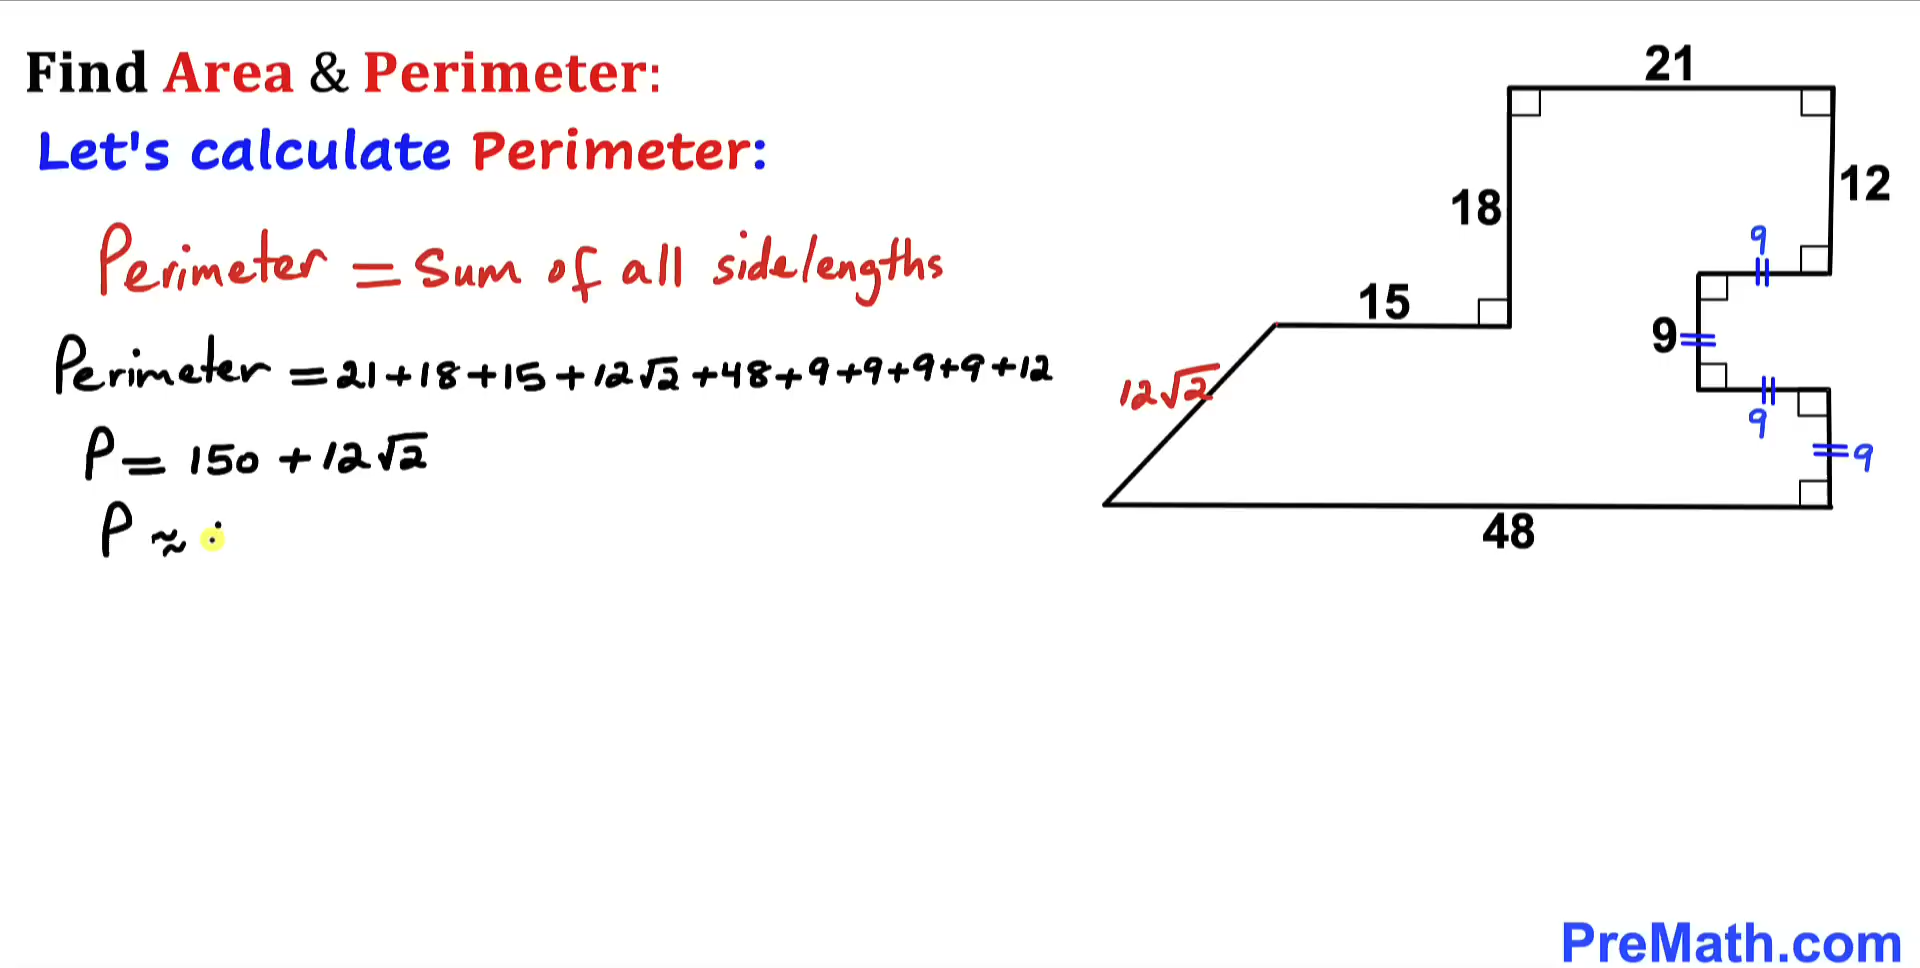 Find Area & Perimeter:
Let's calculate Perimeter:
Perimeter = Sum of all sidelengths
Perimeter = 21+18+15+12√2+48+9+9+9+9+12
P = 150 + 12√2
P ≈
21
12
18
9
15
9
12√2
9
9
48
PreMath.com